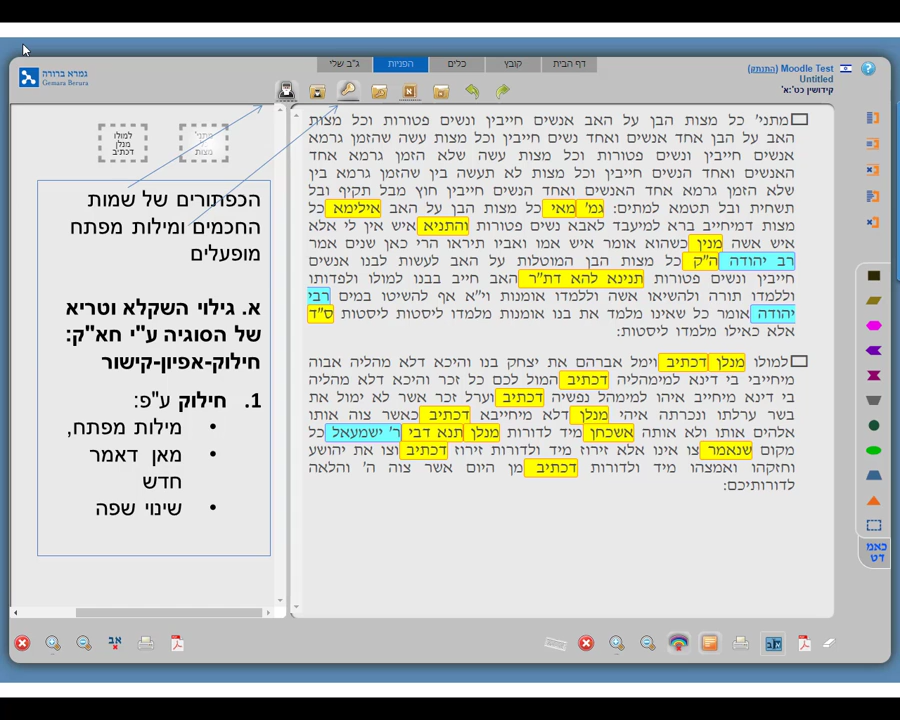 דף הבית
קובץ
כלים
הפניות
ג"ב שלי
Moodle Test (התנתק)
Untitled
קידושין כט'א'
גמרא ברורה
Gemara Berura
מתני' כל מצות הבן על האב אנשים חייבין ונשים פטורות וכל מצות
האב על הבן אחד אנשים ואחד נשים חייבין וכל מצות עשה שהזמן גרמא
אנשים חייבין ונשים פטורות וכל מצות עשה שלא הזמן גרמא אחד
האנשים ואחד הנשים חייבין וכל מצות לא תעשה בין שהזמן גרמא בין
שלא הזמן גרמא אחד האנשים ואחד הנשים חייבין חוץ מבל תקיף ובל
תשחית ובל תטמא למתים: גמ' מאי כל מצות הבן על האב אילימא כל
מצות דמיחייב ברא למיעבד לאבא נשים פטורות והתניא איש אין לי אלא
איש אשה מנין כשהוא אומר איש אמו ואביו תיראו הרי כאן שנים אמר
רב יהודה ה"ק כל מצות הבן המוטלות על האב לעשות לבנו אנשים
חייבין ונשים פטורות תנינא להא דת"ר האב חייב בבנו למולו ולפדותו
וללמדו תורה ולהשיאו אשה וללמדו אומנות וי"א אף להשיטו במים רבי
יהודה אומר כל שאינו מלמד את בנו אומנות מלמדו ליסטות ליסטות ס"ד
אלא כאילו מלמדו ליסטות:
למולו מנלן דכתיב וימל אברהם את יצחק בנו והיכא דלא מהליה אבוה
מיחייבי בי דינא למימהליה דכתיב המול לכם כל זכר והיכא דלא מהליה
בי דינא מיחייב איהו למימהל נפשיה דכתיב וערל זכר אשר לא ימול את
בשר ערלתו ונכרתה איהי מנלן דלא מיחייבא דכתיב כאשר צוה אותו
אלהים אותו ולא אותה אשכחן מיד לדורות מנלן תנא דבי ר' ישמעאל כל
מקום שנאמר צו אינו אלא זירוז מיד ולדורות זירוז דכתיב וצו את יהושע
וחזקהו ואמצהו מיד ולדורות דכתיב מן היום אשר צוה ה' והלאה
לדורותיכם:
מתני'
מצות
למולו
מנלן
דכתיב
הכפתורים של שמות
החכמים ומילות מפתח
מופעלים
א. גילוי השקלא וטריא
של הסוגיה ע"י חא"ק:
חילוק-אפיון-קישור
1. חילוק ע"פ:
• מילות מפתח,
• מאן דאמר
חדש
• שינוי שפה
כאמ
דט